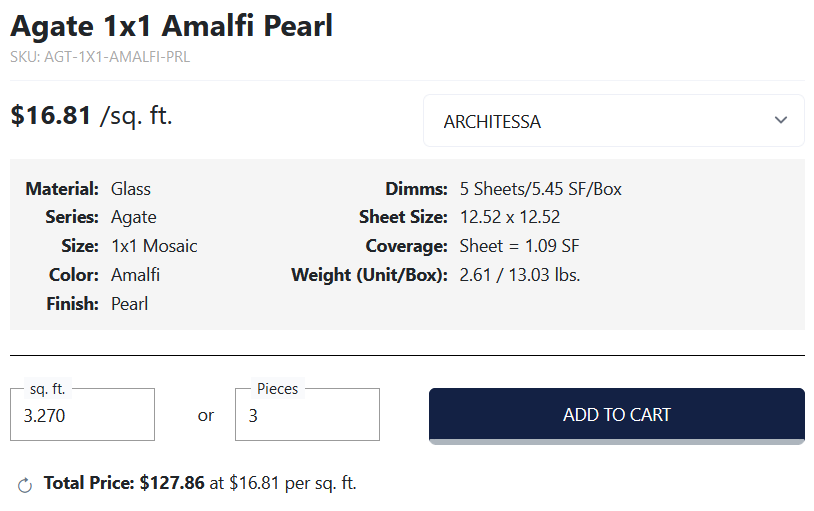 Agate 1x1 Amalfi Pearl
SKU: AGT-1X1-AMALFI-PRL
$16.81 /sq. ft.
ARCHITESSA
Material: Glass
Series: Agate
Size: 1x1 Mosaic
Color: Amalfi
Finish: Pearl
Dimms: 5 Sheets/5.45 SF/Box
Sheet Size: 12.52 x 12.52
Coverage: Sheet = 1.09 SF
Weight (Unit/Box): 2.61 / 13.03 lbs.
sq. ft.
3.270
or
Pieces
3
ADD TO CART
Total Price: $127.86 at $16.81 per sq. ft.